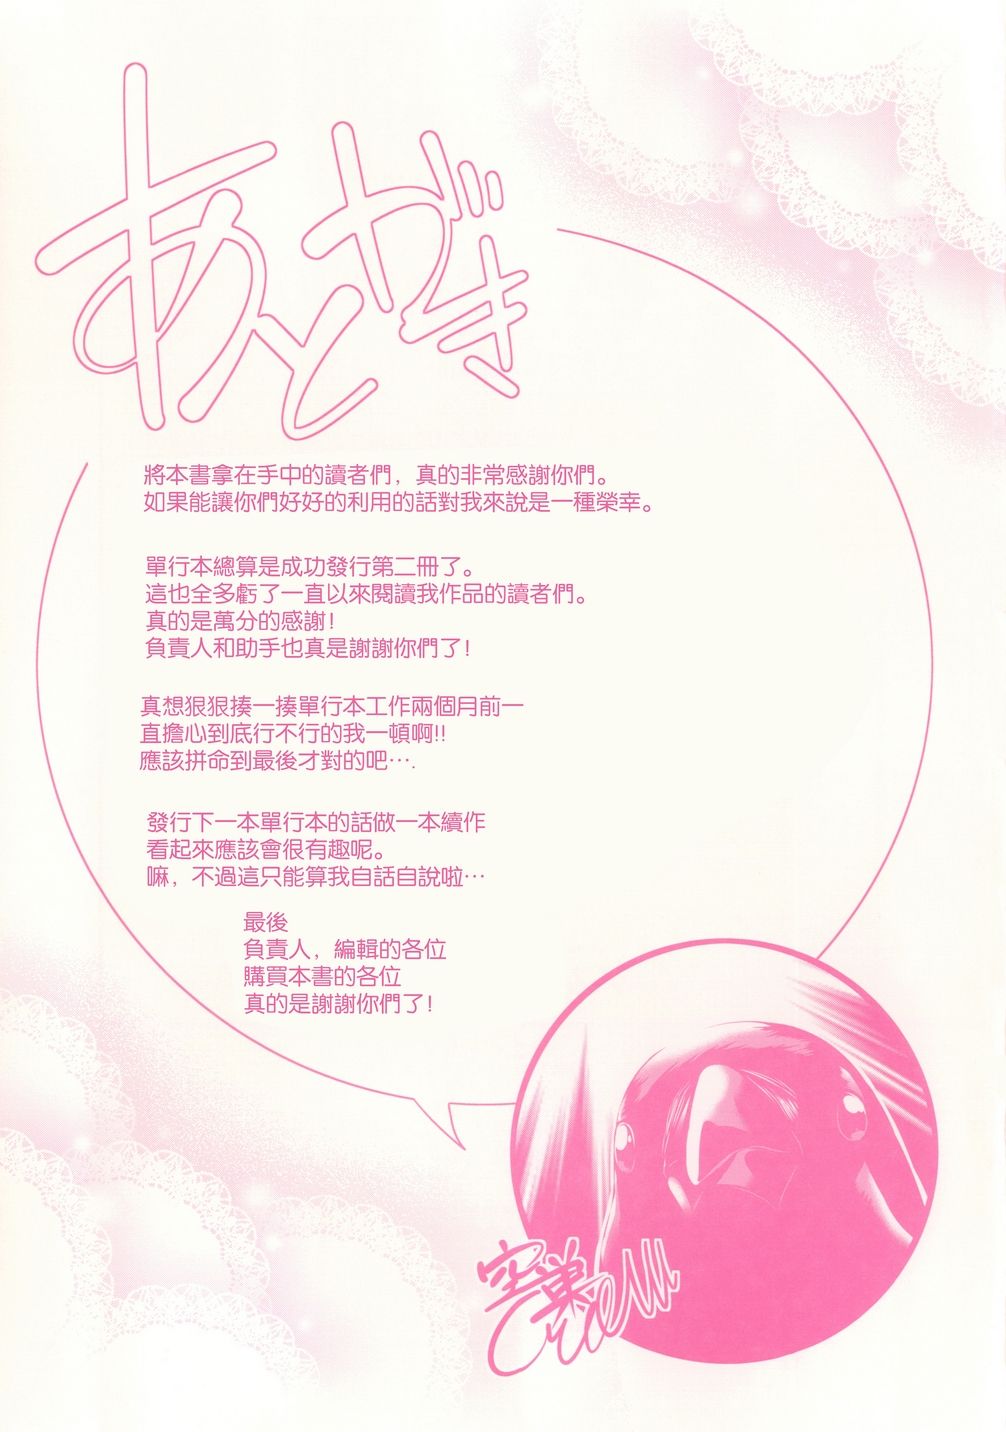 あとがき
將本書拿在手中的讀者們，真的非常感謝你們。
如果能讓你們好好的利用的話對我來說是一種榮幸。
單行本總算是成功發行第二冊了。
這也全多虧了一直以來閱讀我作品的讀者們。
真的是萬分的感謝!
負責人和助手也真是謝謝你們了!
真想狠狠揍一揍單行本工作兩個月前一
直擔心到底行不行的我一頓啊!!
應該拼命到最後才對的吧….
發行下一本單行本的話做一本續作
看起來應該會很有趣呢。
嘛，不過這只能算我自話自說啦…
最後
負責人，編輯的各位
購買本書的各位
真的是謝謝你們了!